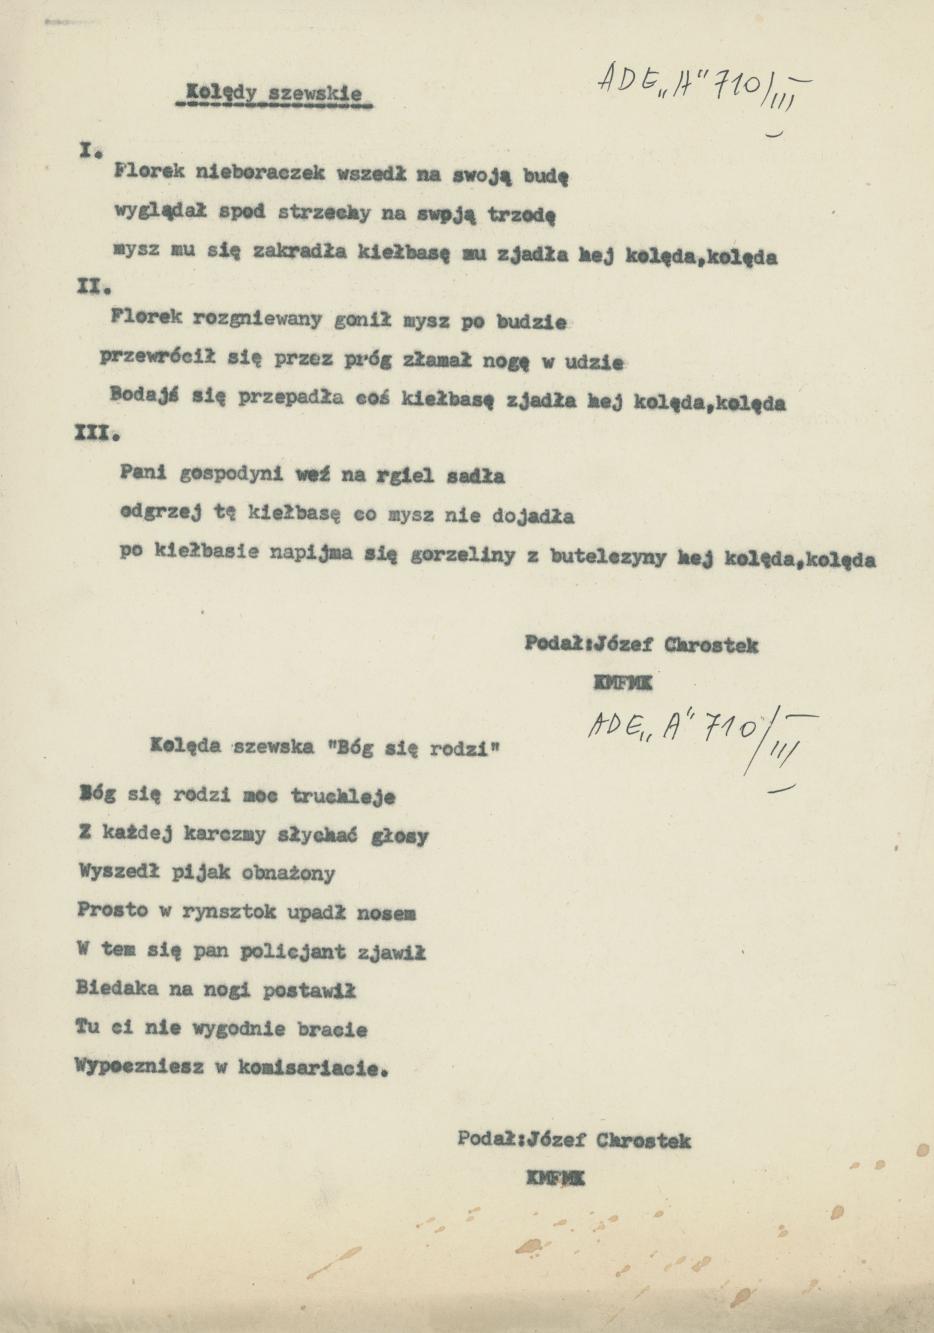 Kolędy szewskie
ADE„A" 710/III
I.
Florek nieboraczek wszedł na swoją budę
wyglądał spod strzechy na swpją trzodę
mysz mu się zakradła kiełbasę mu zjadła hej kolęda,kolęda
II.
Florek rozgniewany gonił mysz po budzie
przewrócił się przez próg złamał nogę w udzie
Bodajś się przepadła coś kiełbasę zjadła hej kolęda,kolęda
III.
Pani gospodyni weź na rgiel sadła
odgrzej tę kiełbasę co mysz nie dojadła
po kiełbasie napijma się gorzeliny z butelczyny hej kolęda,kolęda
Podał:Józef Chrostek
KMFMK
ADE„A" 710/III
Kolęda szewska "Bóg się rodzi"
Bóg się rodzi moc truchleje
Z każdej karczmy słychać głosy
Wyszedł pijak obnażony
Prosto w rynsztok upadł nosem
W tem się pan policjant zjawił
Biedaka na nogi postawił
Tu ci nie wygodnie bracie
Wypoczniesz w komisariacie.
Podał:Józef Chrostek
KMFMK